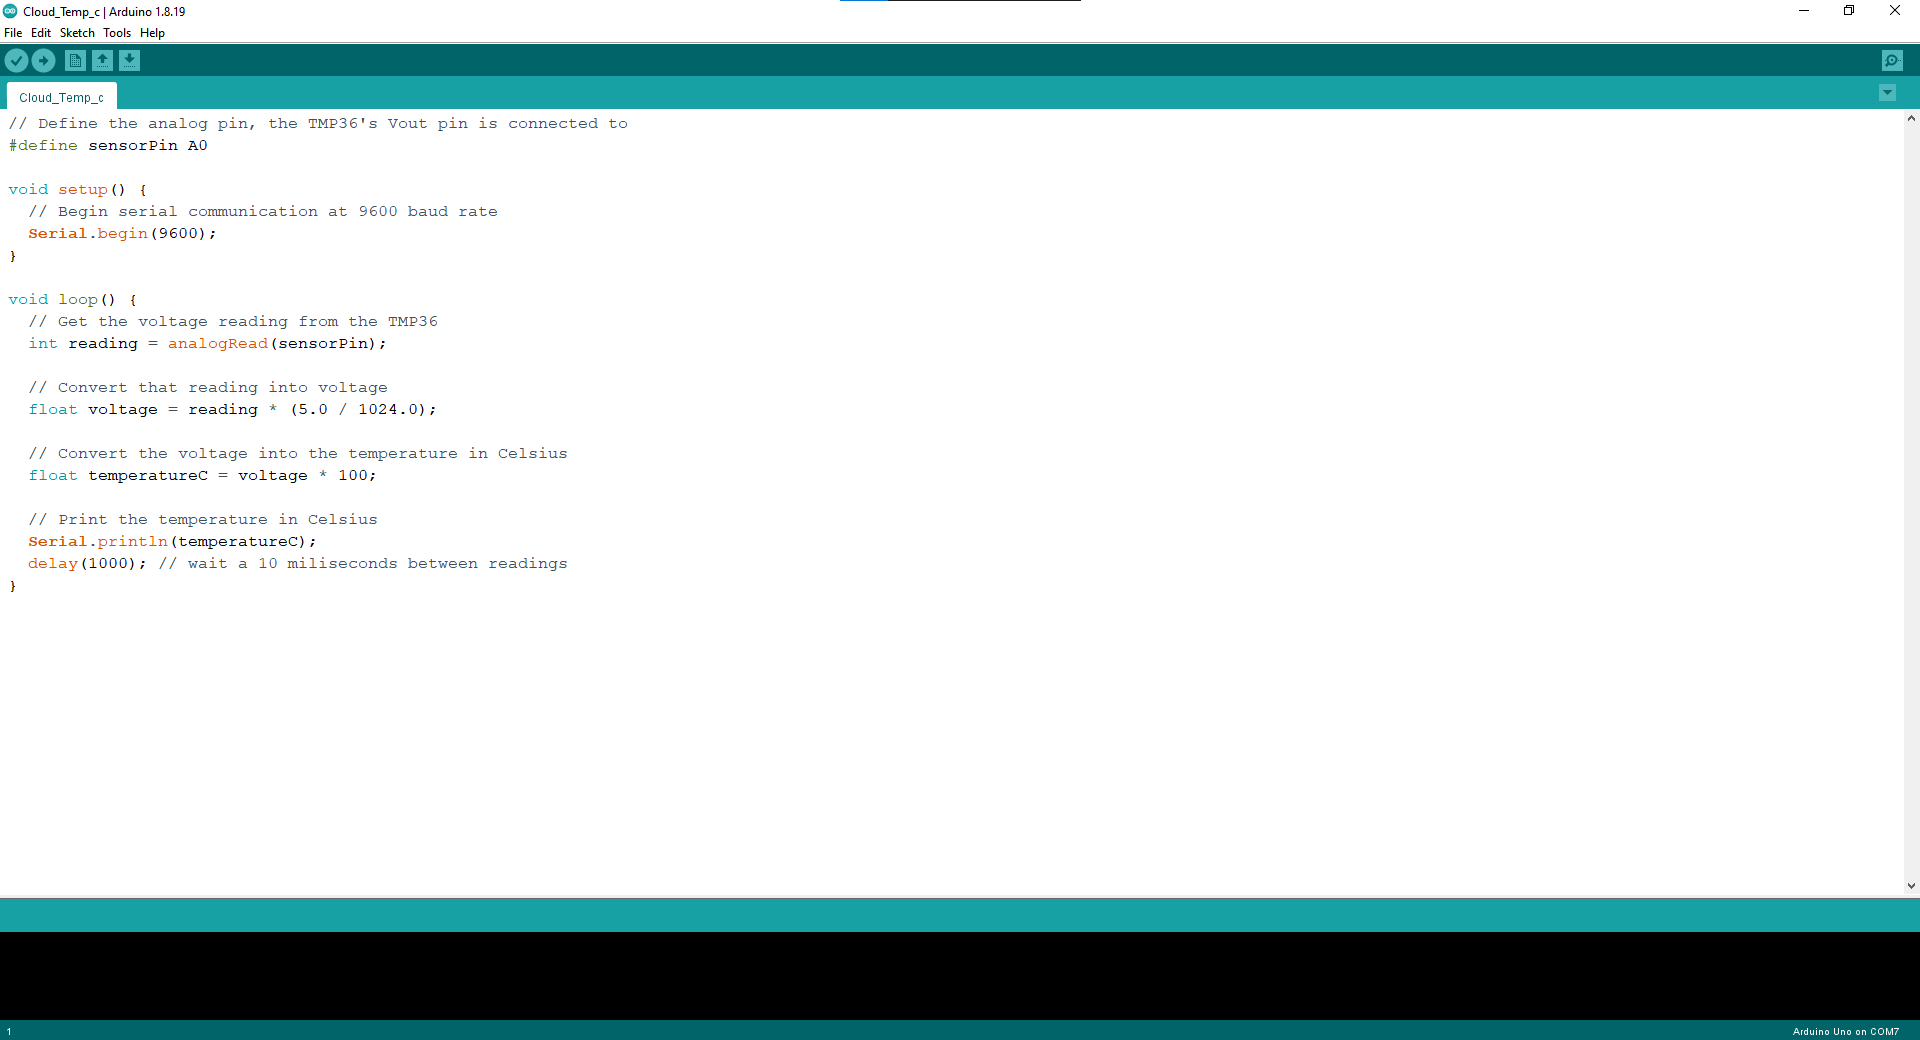 Cloud_Temp_c | Arduino 1.8.19
File Edit Sketch Tools Help
Cloud_Temp_c
// Define the analog pin, the TMP36's Vout pin is connected to
#define sensorPin A0
void setup() {
// Begin serial communication at 9600 baud rate
Serial.begin(9600);
}
void loop() {
// Get the voltage reading from the TMP36
int reading = analogRead(sensorPin);
// Convert that reading into voltage
float voltage = reading * (5.0 / 1024.0);
// Convert the voltage into the temperature in Celsius
float temperatureC = voltage * 100;
// Print the temperature in Celsius
Serial.println(temperatureC);
delay(1000); // wait a 10 miliseconds between readings
}
1
Arduino Uno on COM7